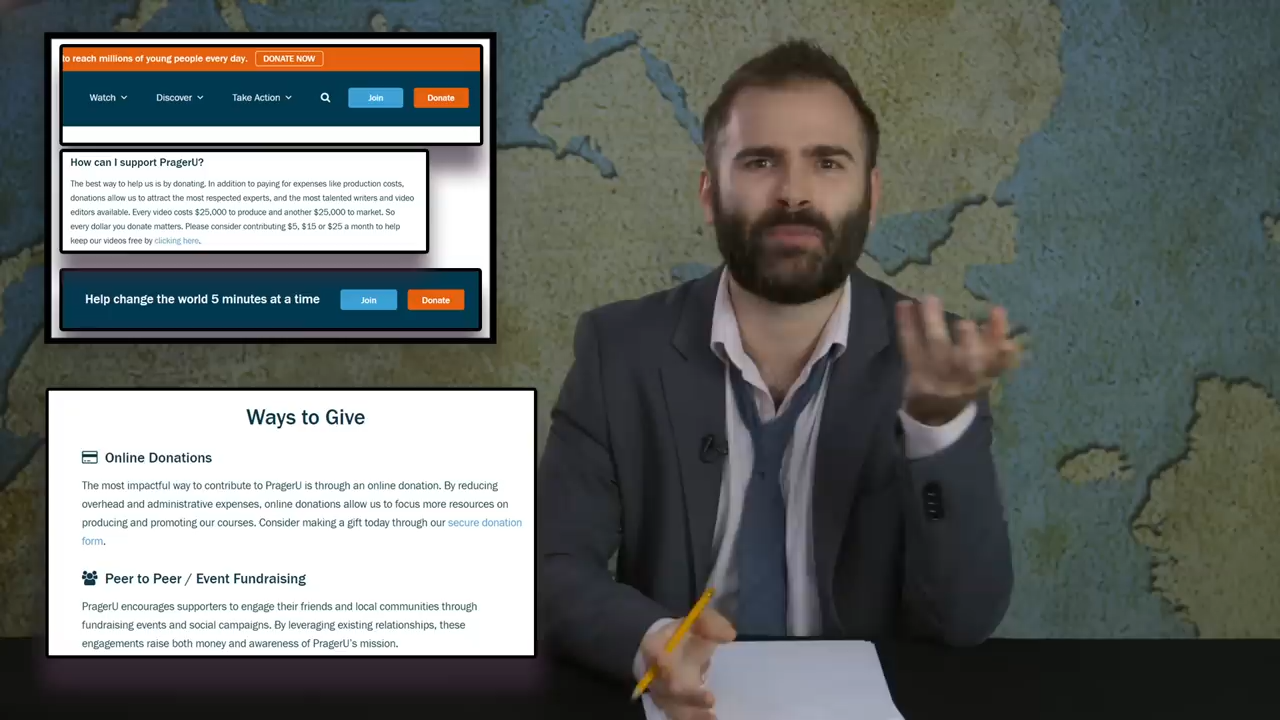 to reach millions of young people every day. DONATE NOW
Watch Discover Take Action Join Donate
How can I support PragerU?
The best way to help us is by donating. In addition to paying for expenses like production costs,
donations allow us to attract the most respected experts, and the most talented writers and video
editors available. Every video costs $25,000 to produce and another $25,000 to market. So
every dollar you donate matters. Please consider contributing $5, $15 or $25 a month to help
keep our videos free by clicking here.
Help change the world 5 minutes at a time Join Donate
Ways to Give
Online Donations
The most impactful way to contribute to PragerU is through an online donation. By reducing
overhead and administrative expenses, online donations allow us to focus more resources on
producing and promoting our courses. Consider making a gift today through our secure donation
form.
Peer to Peer / Event Fundraising
PragerU encourages supporters to engage their friends and local communities through
fundraising events and social campaigns. By leveraging existing relationships, these
engagements raise both money and awareness of PragerU's mission.